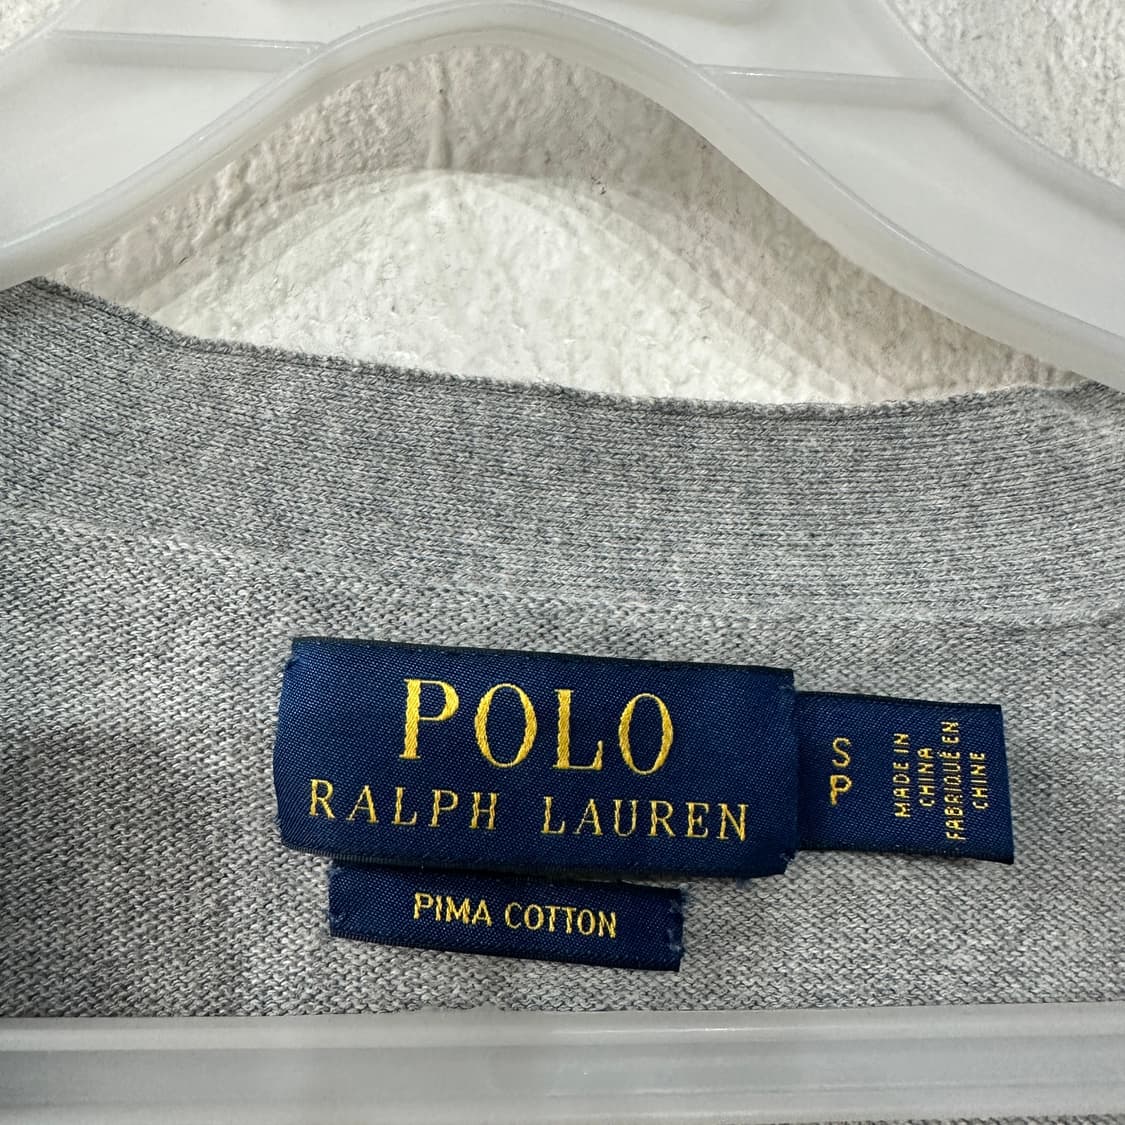 POLO
RALPH LAUREN
PIMA COTTON
S
P
MADE IN
CHINA
FABRIQUÉ EN
CHINE